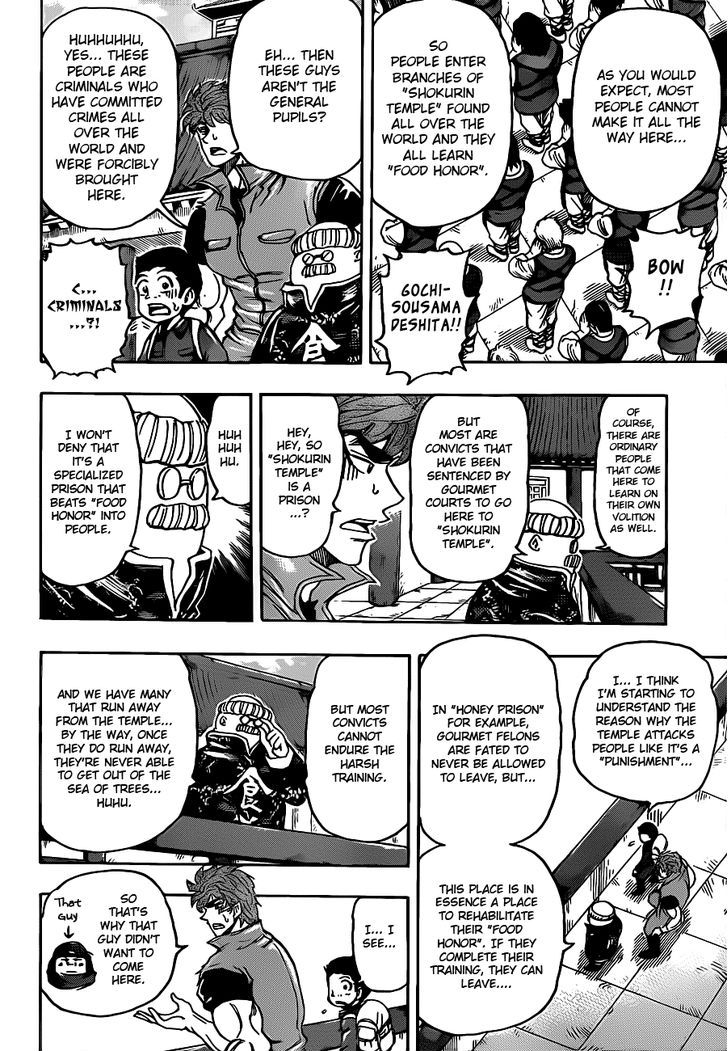 AS YOU WOULD
EXPECT, MOST
PEOPLE CANNOT
MAKE IT ALL
THE WAY HERE...
SO
PEOPLE ENTER
BRANCHES OF
"SHOKURIN
TEMPLE" FOUND
ALL OVER THE
WORLD AND THEY
ALL LEARN
"FOOD HONOR".
BOW
!!
GOCHI-
SOUSAMA
DESHITA!!
EH... THEN
THESE GUYS
AREN'T THE
GENERAL
PUPILS?
HUHHUHHU,
YES... THESE
PEOPLE ARE
CRIMINALS WHO
HAVE COMMITTED
CRIMES ALL
OVER THE
WORLD AND
WERE FORCIBLY
BROUGHT
HERE.
C...
CRIMINALS
...?!
食
OF
COURSE,
THERE ARE
ORDINARY
PEOPLE
THAT COME
HERE TO
LEARN ON
THEIR OWN
VOLITION
AS WELL.
BUT
MOST ARE
CONVICTS THAT
HAVE BEEN
SENTENCED BY
GOURMET
COURTS TO GO
HERE TO
"SHOKURIN
TEMPLE".
HEY,
HEY, SO
"SHOKURIN
TEMPLE"
IS A
PRISON
...?
HUH
HUH
HU.
I WON'T
DENY THAT
IT'S A
SPECIALIZED
PRISON THAT
BEATS "FOOD
HONOR" INTO
PEOPLE.
I... I THINK
I'M STARTING TO
UNDERSTAND THE
REASON WHY THE
TEMPLE ATTACKS
PEOPLE LIKE IT'S A
"PUNISHMENT"...
IN "HONEY PRISON"
FOR EXAMPLE,
GOURMET FELONS
ARE FATED TO
NEVER BE ALLOWED
TO LEAVE, BUT...
THIS PLACE IS IN
ESSENCE A PLACE
TO REHABILITATE
THEIR "FOOD
HONOR". IF THEY
COMPLETE THEIR
TRAINING, THEY
CAN LEAVE....
BUT MOST
CONVICTS
CANNOT
ENDURE THE
HARSH
TRAINING.
AND WE HAVE MANY
THAT RUN AWAY
FROM THE TEMPLE...
BY THE WAY, ONCE
THEY DO RUN AWAY,
THEY'RE NEVER ABLE
TO GET OUT OF THE
SEA OF TREES...
HUHU.
食
I... I
SEE...
SO
THAT'S
WHY THAT
GUY DIDN'T
WANT TO
COME
HERE.
That
Guy